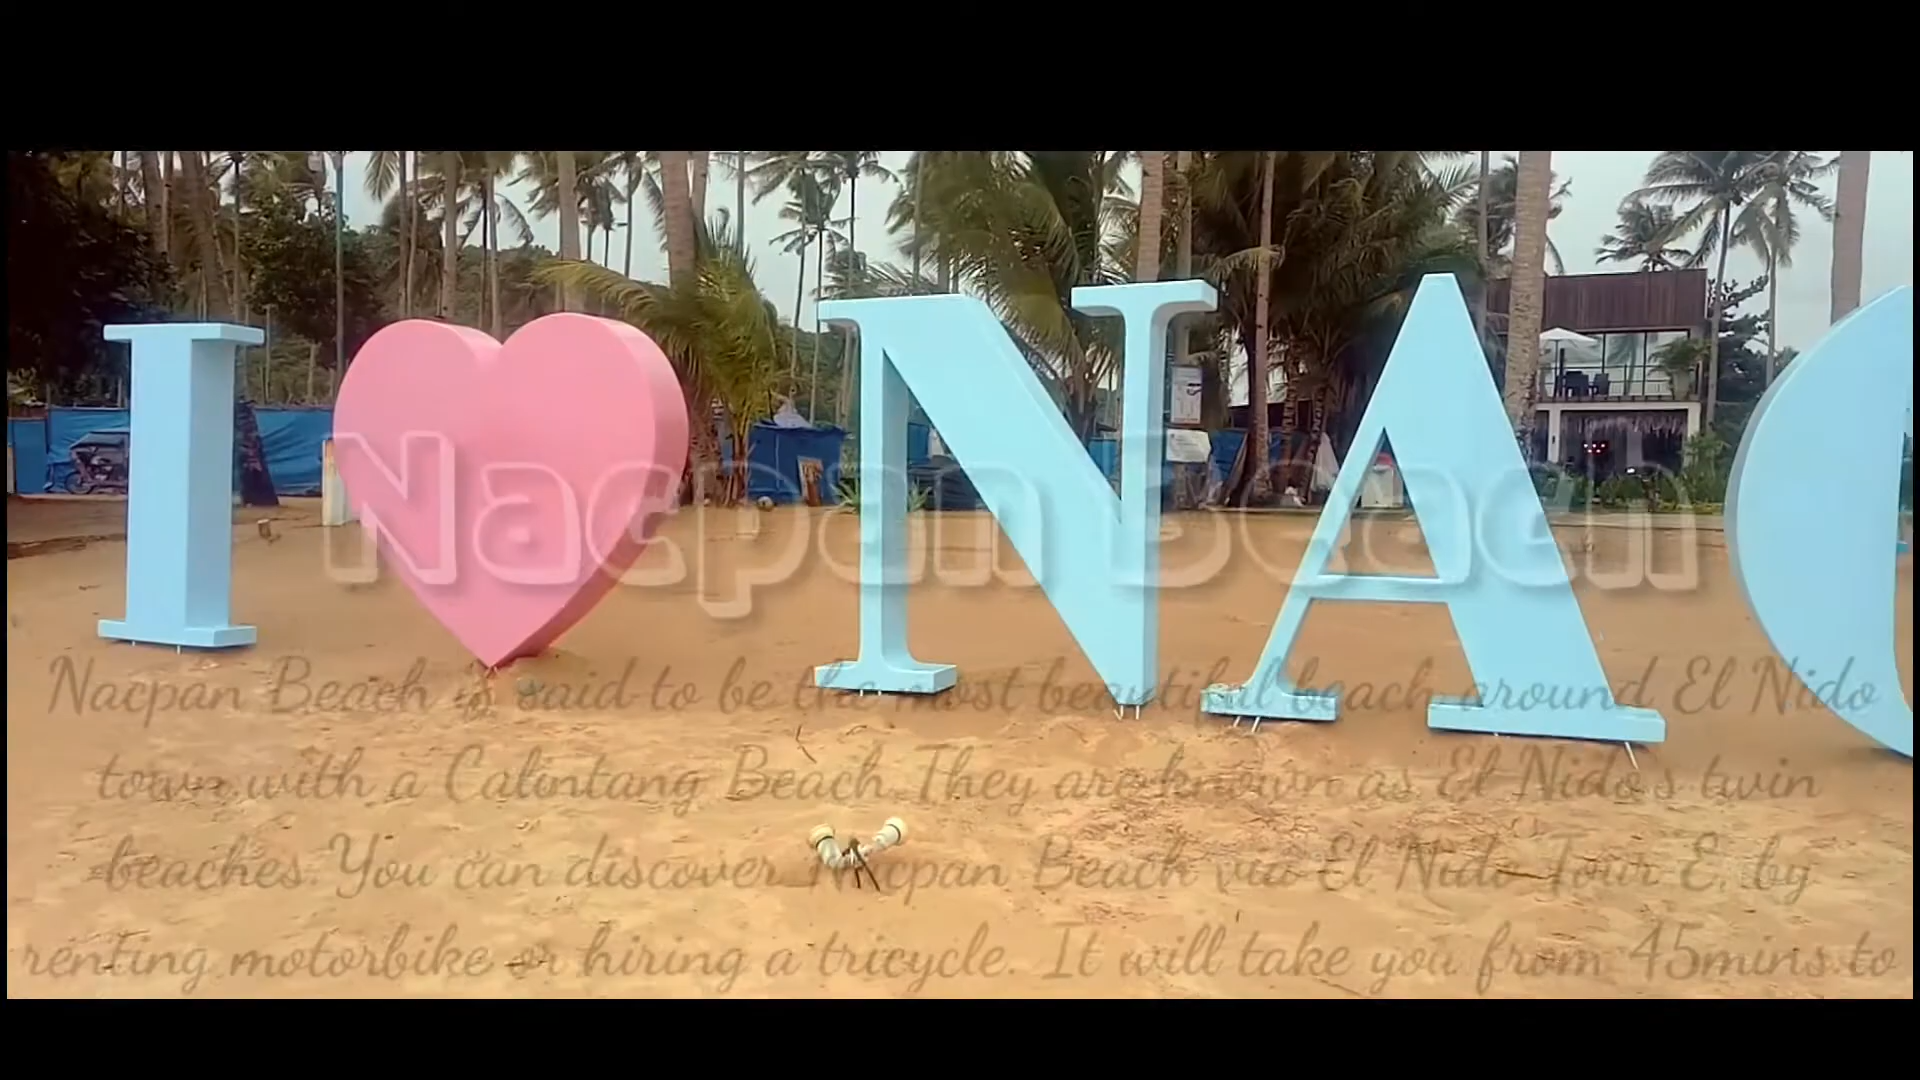 I ♥ NAC
Nacpan Beach
Nacpan Beach is said to be the most beautiful beach around El Nido
town with a Calintang Beach. They are known as El Nido's twin
beaches. You can discover Nacpan Beach via El Nido Tour E, by
renting motorbike or hiring a tricycle. It will take you from 45mins to